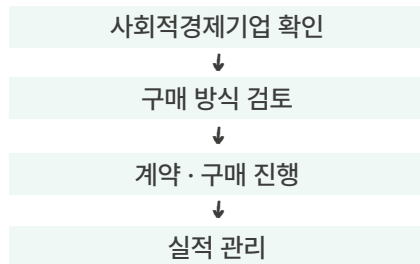 사회적경제기업 확인
↓
구매 방식 검토
↓
계약 · 구매 진행
↓
실적 관리